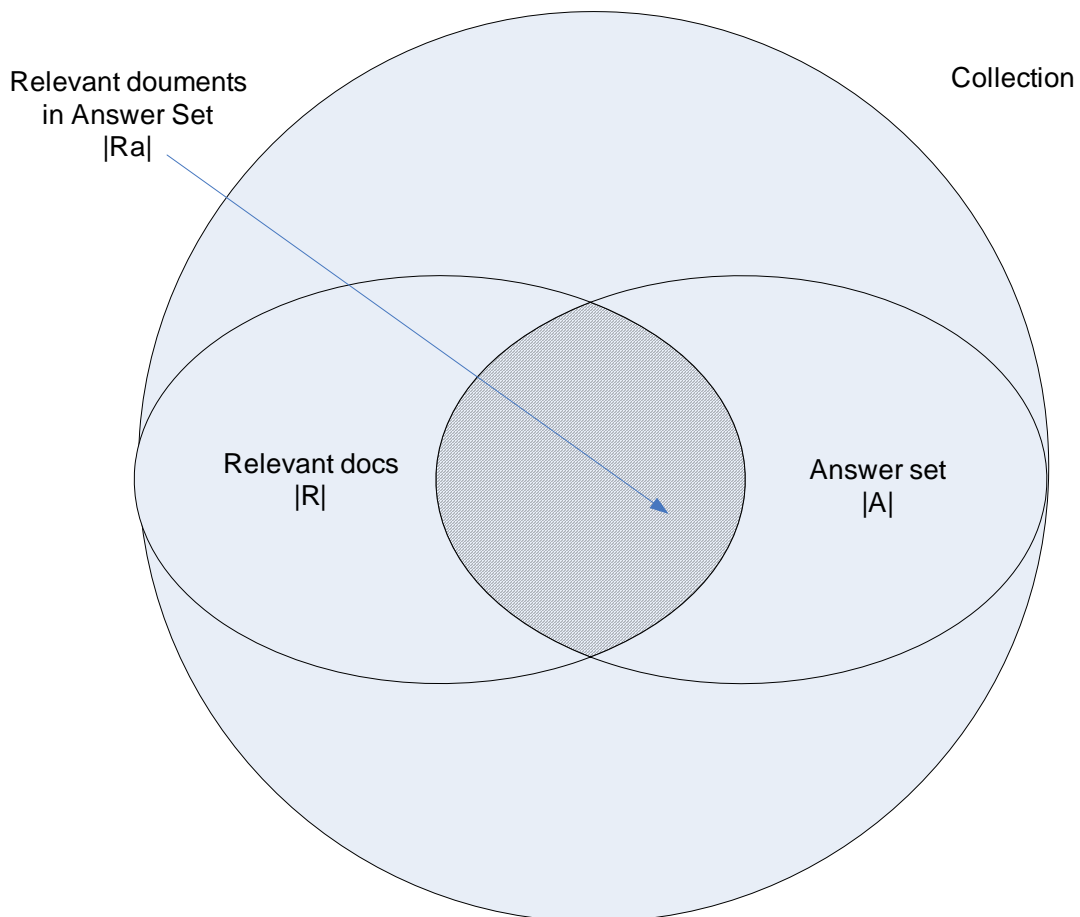 Relevant douments
in Answer Set
|Ra|
Collection
Relevant docs
|R|
Answer set
|A|